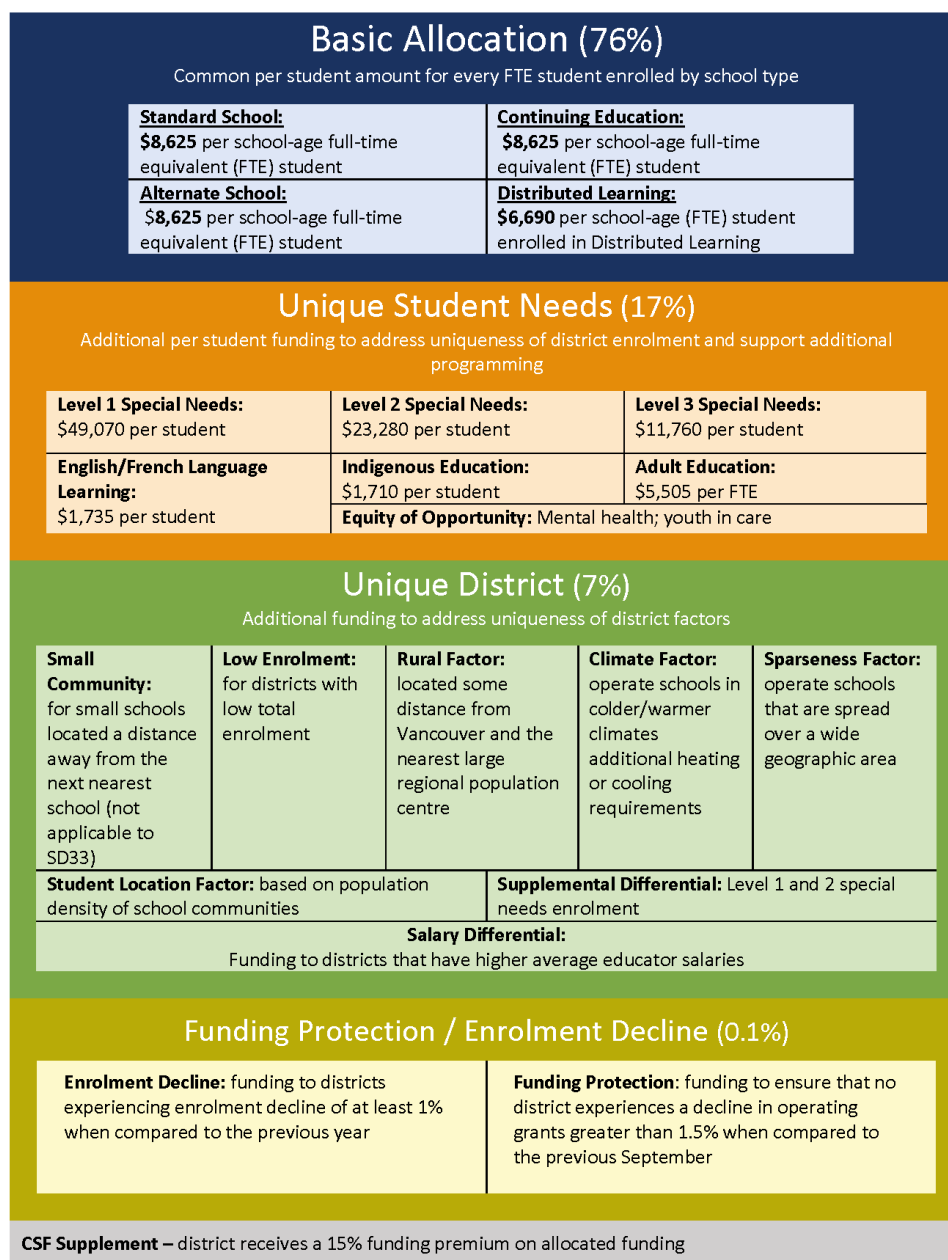 Basic Allocation (76%)
Common per student amount for every FTE student enrolled by school type
Standard School:
$8,625 per school-age full-time
equivalent (FTE) student
Continuing Education:
$8,625 per school-age full-time
equivalent (FTE) student
Alternate School:
$8,625 per school-age full-time
equivalent (FTE) student
Distributed Learning:
$6,690 per school-age (FTE) student
enrolled in Distributed Learning
Unique Student Needs (17%)
Additional per student funding to address uniqueness of district enrolment and support additional
programming
Level 1 Special Needs:
$49,070 per student
Level 2 Special Needs:
$23,280 per student
Level 3 Special Needs:
$11,760 per student
English/French Language
Learning:
$1,735 per student
Indigenous Education:
$1,710 per student
Adult Education:
$5,505 per FTE
Equity of Opportunity: Mental health; youth in care
Unique District (7%)
Additional funding to address uniqueness of district factors
Small
Community:
for small schools
located a distance
away from the
next nearest
school (not
applicable to
SD33)
Low Enrolment:
for districts with
low total
enrolment
Rural Factor:
located some
distance from
Vancouver and the
nearest large
regional population
centre
Climate Factor:
operate schools in
colder/warmer
climates
additional heating
or cooling
requirements
Sparseness Factor:
operate schools
that are spread
over a wide
geographic area
Student Location Factor: based on population
density of school communities
Supplemental Differential: Level 1 and 2 special
needs enrolment
Salary Differential:
Funding to districts that have higher average educator salaries
Funding Protection / Enrolment Decline (0.1%)
Enrolment Decline: funding to districts
experiencing enrolment decline of at least 1%
when compared to the previous year
Funding Protection: funding to ensure that no
district experiences a decline in operating
grants greater than 1.5% when compared to
the previous September
CSF Supplement – district receives a 15% funding premium on allocated funding